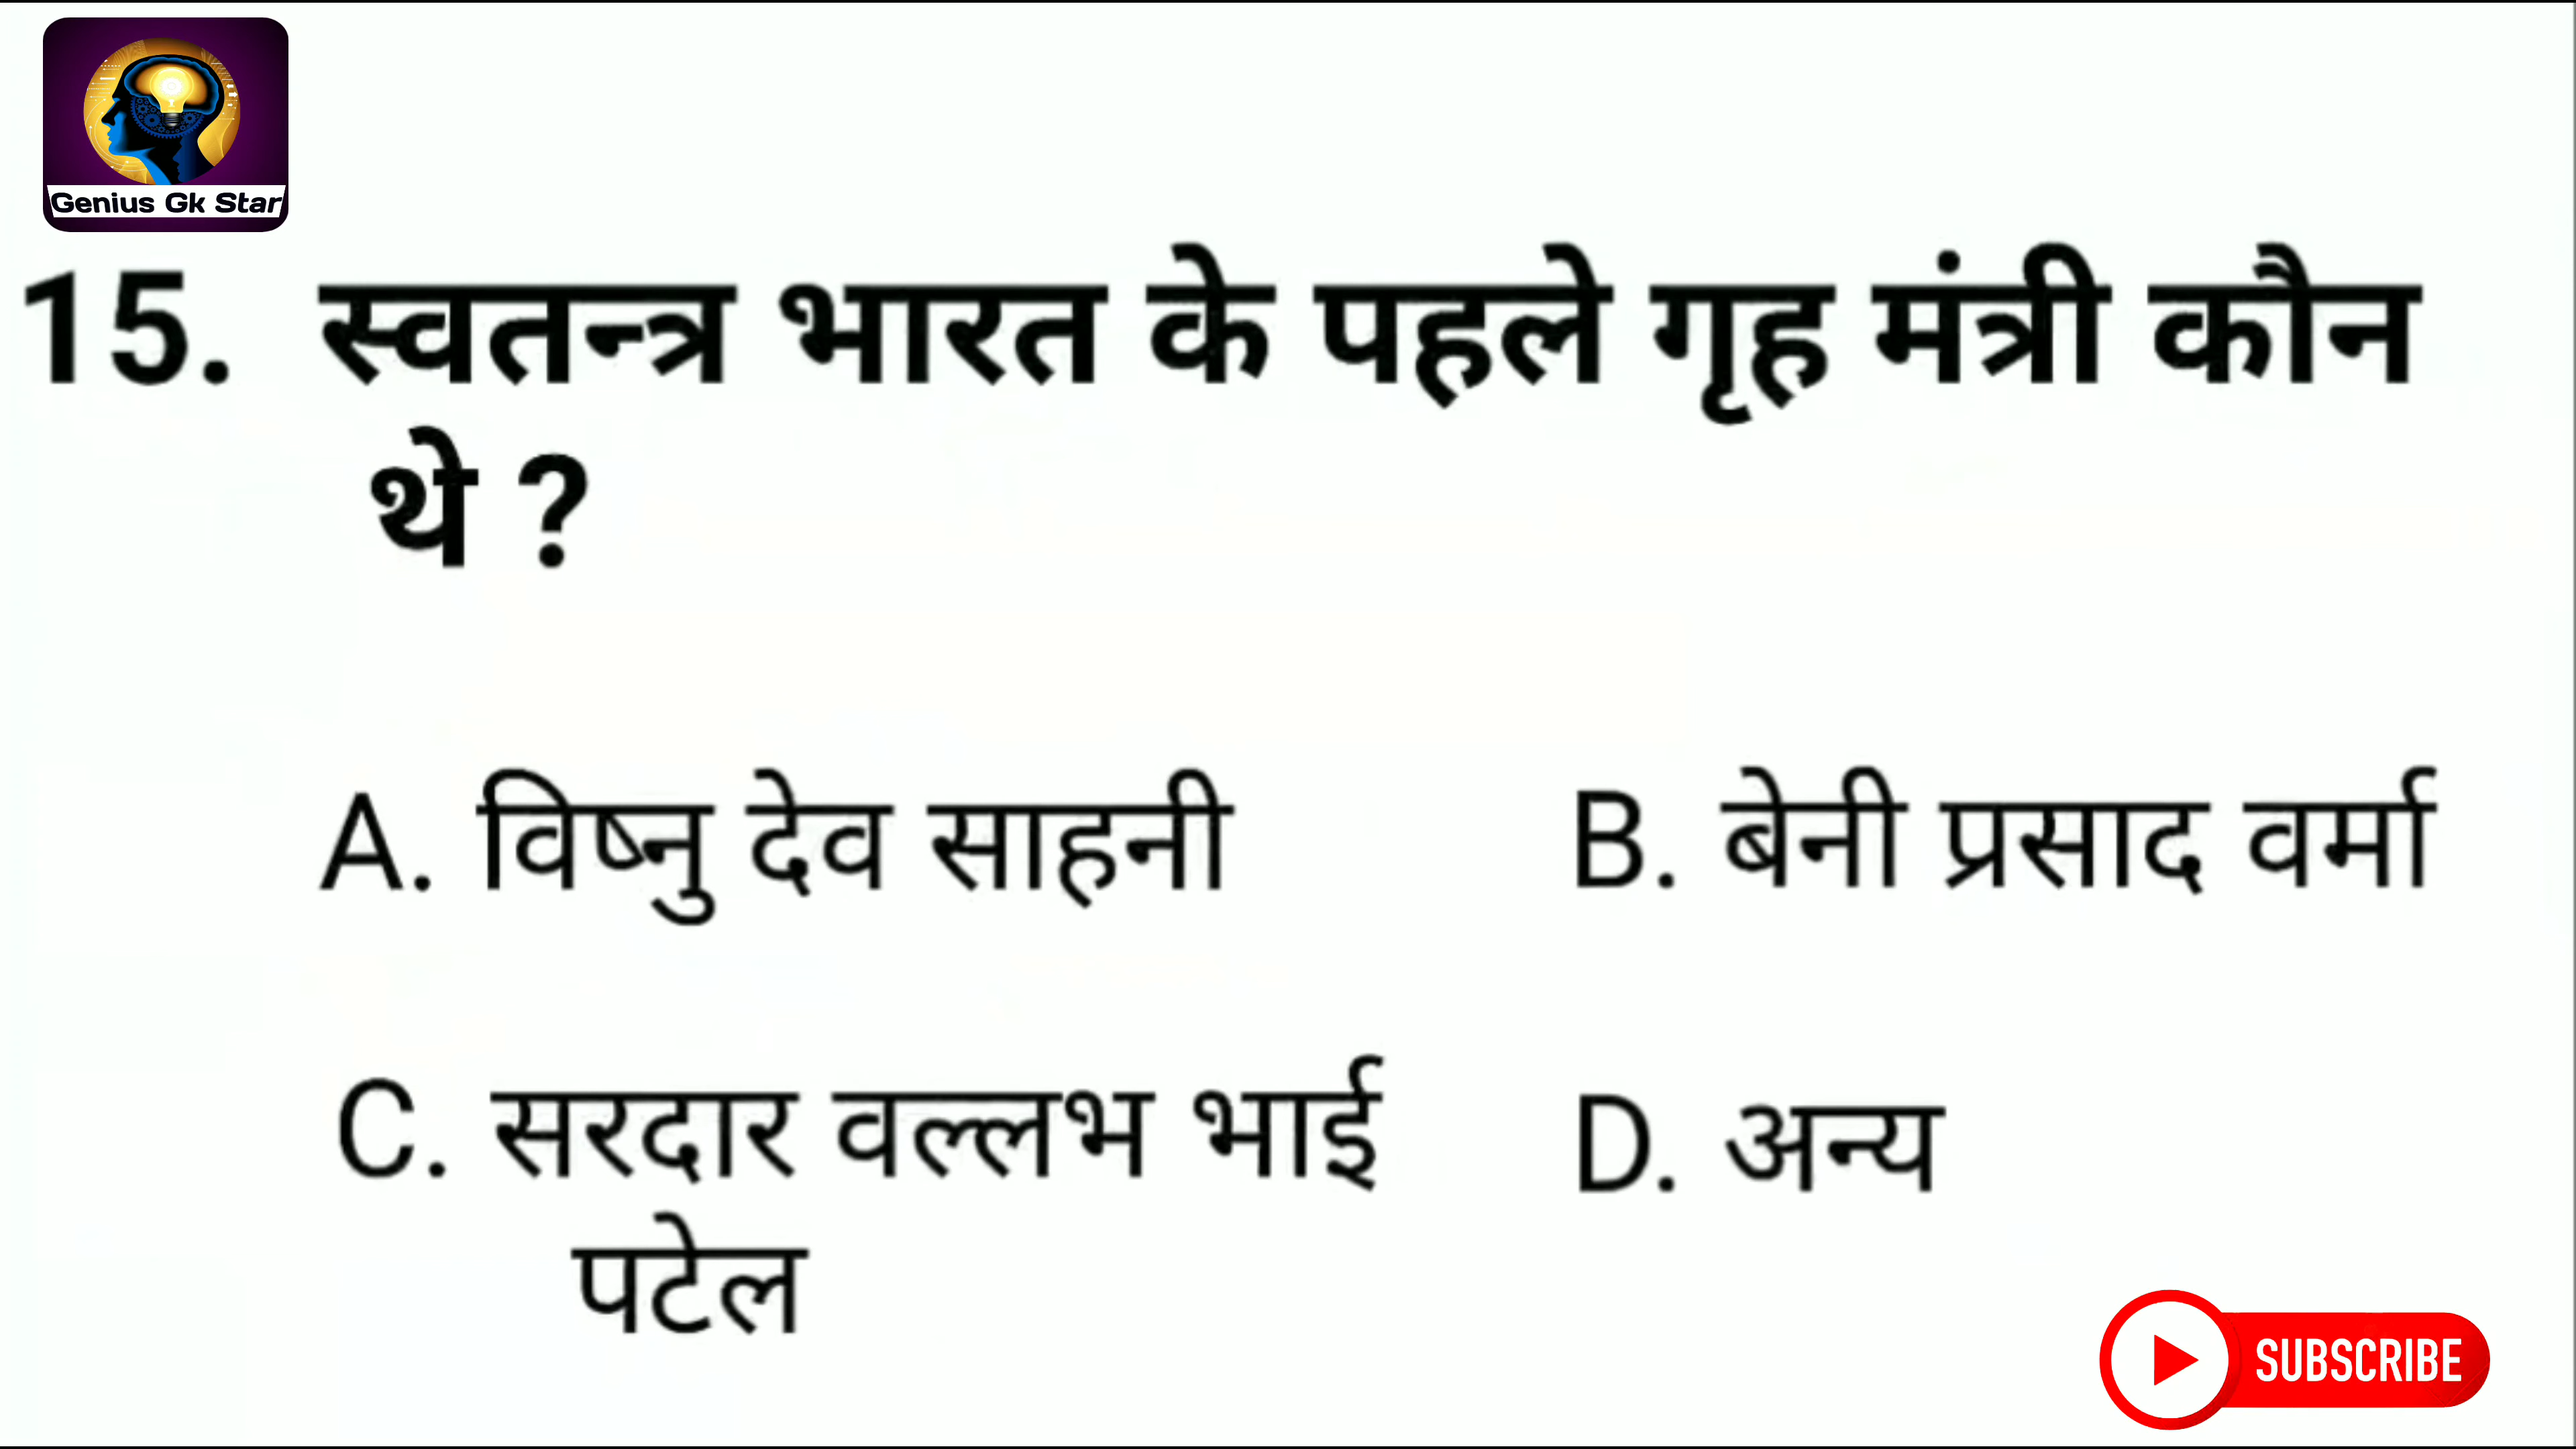 Genius Gk Star
15. स्वतन्त्र भारत के पहले गृह मंत्री कौन
थे ?
A. विष्नु देव साहनी
B. बेनी प्रसाद वर्मा
C. सरदार वल्लभ भाई
पटेल
D. अन्य
SUBSCRIBE